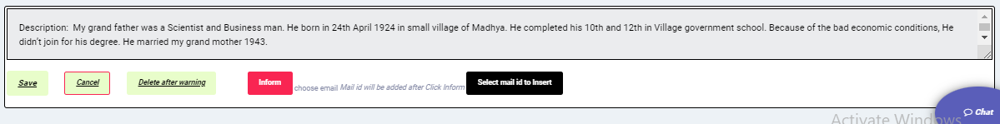 Description:  My grand father was a Scientist and Business man. He born in 24th April 1924 in small village of Madhya. He completed his 10th and 12th in Village government school. Because of the bad economic conditions, He
didn't join for his degree. He married my grand mother 1943.
Save Cancel Delete after warning Inform choose email Mail id will be added after Click Inform Select mail id to Insert
Chat
Activate Windows